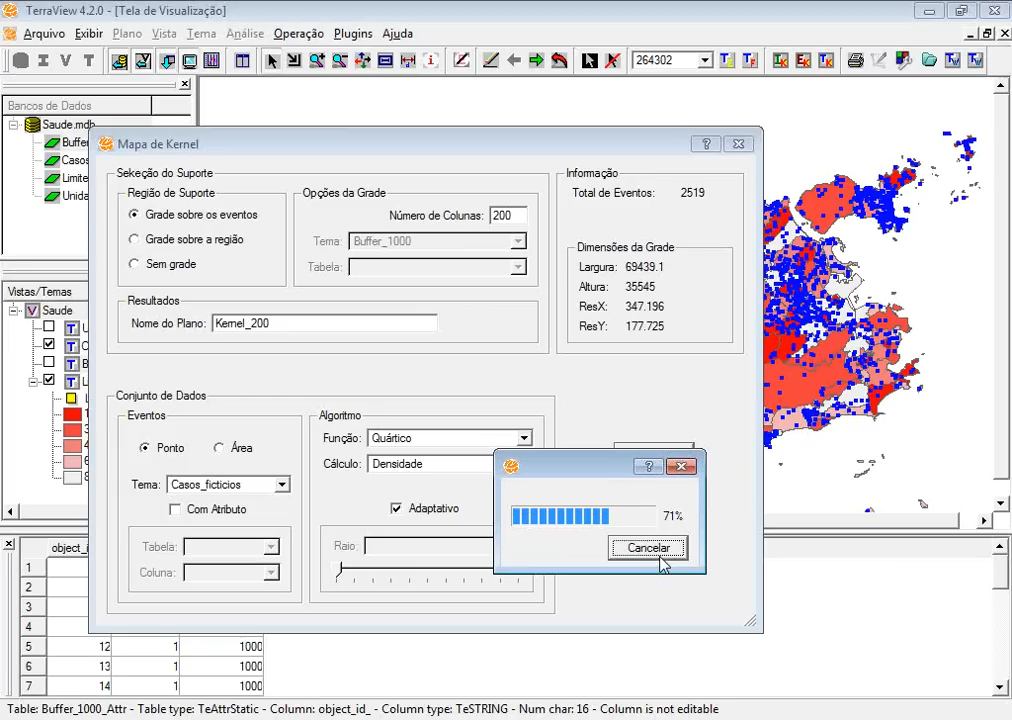 TerraView 4.2.0 - [Tela de Visualização]
Arquivo Exibir Plano Vista Tema Análise Operação Plugins Ajuda
264302
Bancos de Dados
Saude.mdb
Buffer
Casos
Limite
Unida
Vistas/Temas
Saude
Mapa de Kernel
Sekeção do Suporte
Região de Suporte
Grade sobre os eventos
Grade sobre a região
Sem grade
Opções da Grade
Número de Colunas: 200
Tema: Buffer_1000
Tabela:
Resultados
Nome do Plano: Kernel_200
Informação
Total de Eventos: 2519
Dimensões da Grade
Largura: 69439.1
Altura: 35545
ResX: 347.196
ResY: 177.725
Conjunto de Dados
Eventos
Ponto Área
Tema: Casos_ficticios
Com Atributo
Tabela:
Coluna:
Algoritmo
Função: Quártico
Cálculo: Densidade
Adaptativo
Raio:
71%
Cancelar
object_i
1
2
3
4
5 12 1 1000
6 13 1 1000
7 14 1 1000
Table: Buffer_1000_Attr - Table type: TeAttrStatic - Column: object_id_ - Column type: TeSTRING - Num char: 16 - Column is not editable